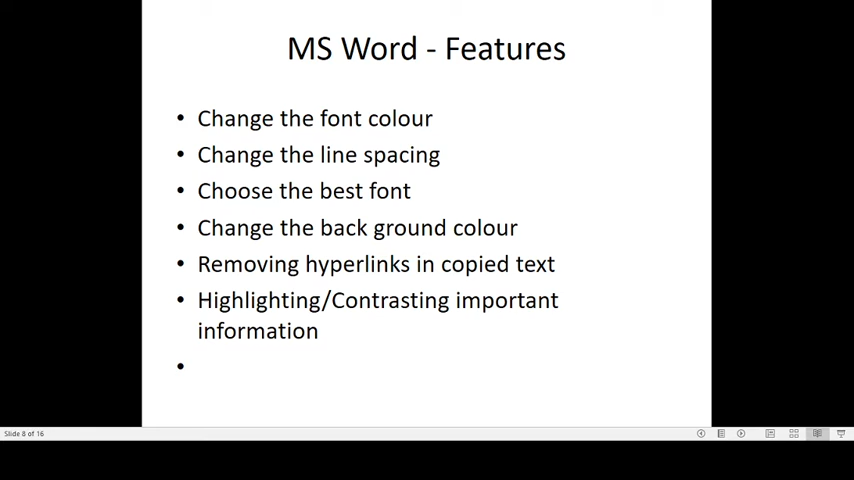 MS Word - Features
• Change the font colour
• Change the line spacing
• Choose the best font
• Change the back ground colour
• Removing hyperlinks in copied text
• Highlighting/Contrasting important
information
•
Slide 8 of 16